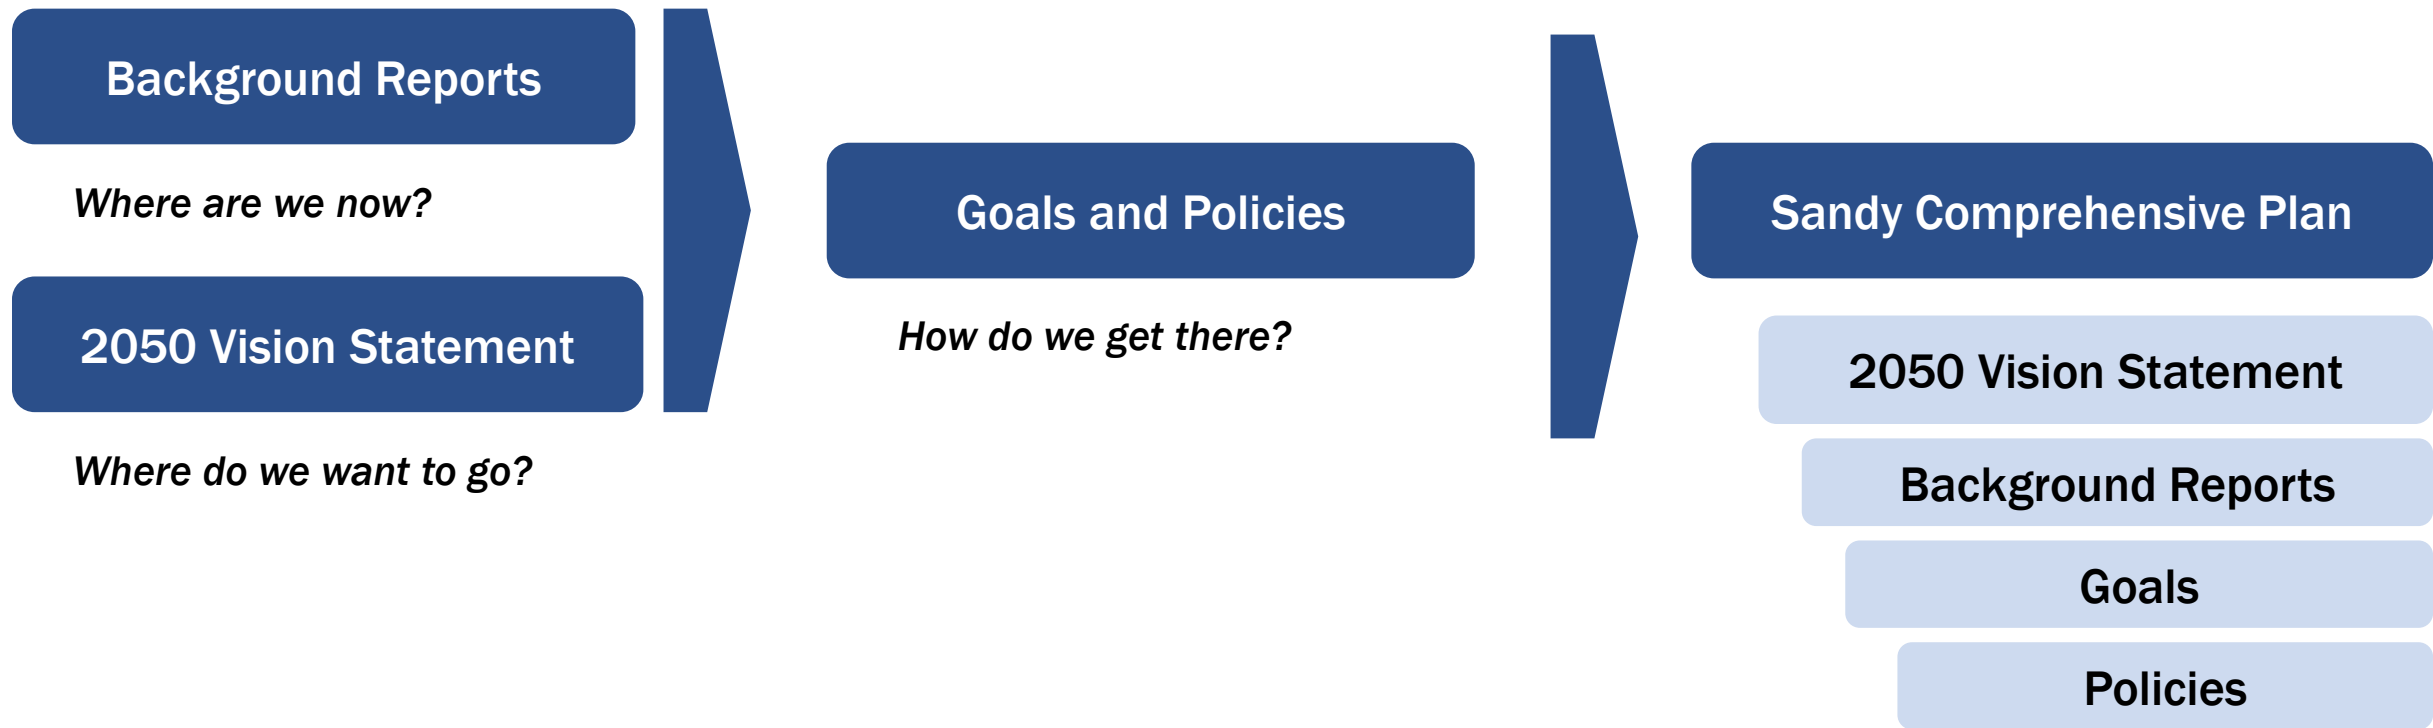 Background Reports
Where are we now?
2050 Vision Statement
Where do we want to go?
Goals and Policies
How do we get there?
Sandy Comprehensive Plan
2050 Vision Statement
Background Reports
Goals
Policies